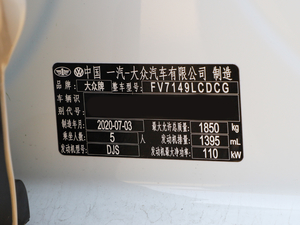 中国 一汽-大众汽车有限公司 制造
品牌: 大众牌 整车型号: FV7149LCDCG
车辆识
别代号:
制造年月: 2020-07-03 最大允许总质量: 1850 kg
乘坐人数: 5 人 发动机排量: 1395 mL
发动机型号: DJS 发动机最大净功率: 110 kW